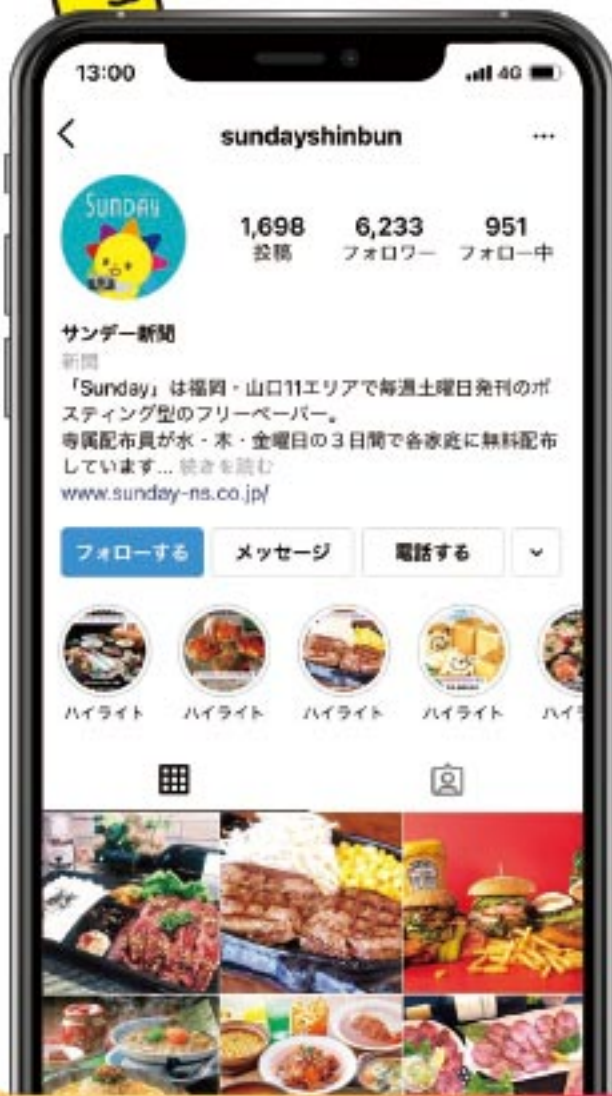 13:00
4G
sundayshinbun
SUNDAY
1,698
6,233
951
投稿
フォロワー
フォロー中
サンデー新聞
新聞
「Sunday」は福岡・山口11エリアで毎週土曜日発刊のポ
スティング型のフリーペーパー。
専属配布員が水・木・金曜日の3日間で各家庭に無料配布
しています... 続きを読む
www.sunday-ns.co.jp/
フォローする
メッセージ
電話する
ハイライト
ハイライト
ハイライト
ハイライト
ハイラ